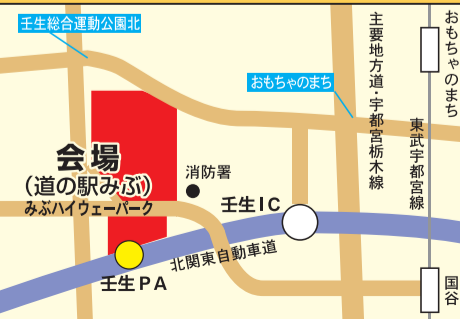 壬生総合運動公園北
おもちゃのまち
主要地方道・宇都宮栃木線
おもちゃのまち
東武宇都宮線
会場
(道の駅みぶ)
みぶハイウェーパーク
消防署
壬生IC
北関東自動車道
壬生PA
国谷